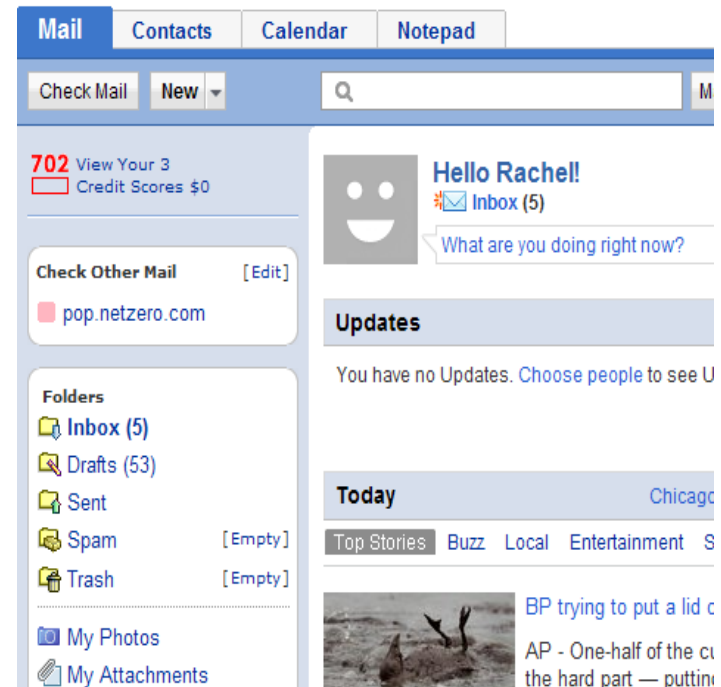 Mail Contacts Calendar Notepad
Check Mail New
702 View Your 3
Credit Scores $0
Hello Rachel!
Inbox (5)
What are you doing right now?
Check Other Mail [Edit]
pop.netzero.com
Updates
You have no Updates. Choose people to see
Folders
Inbox (5)
Drafts (53)
Sent
Spam [Empty]
Trash [Empty]
My Photos
My Attachments
Today Chicago
Top Stories Buzz Local Entertainment
BP trying to put a lid
AP - One-half of the
the hard part — putting